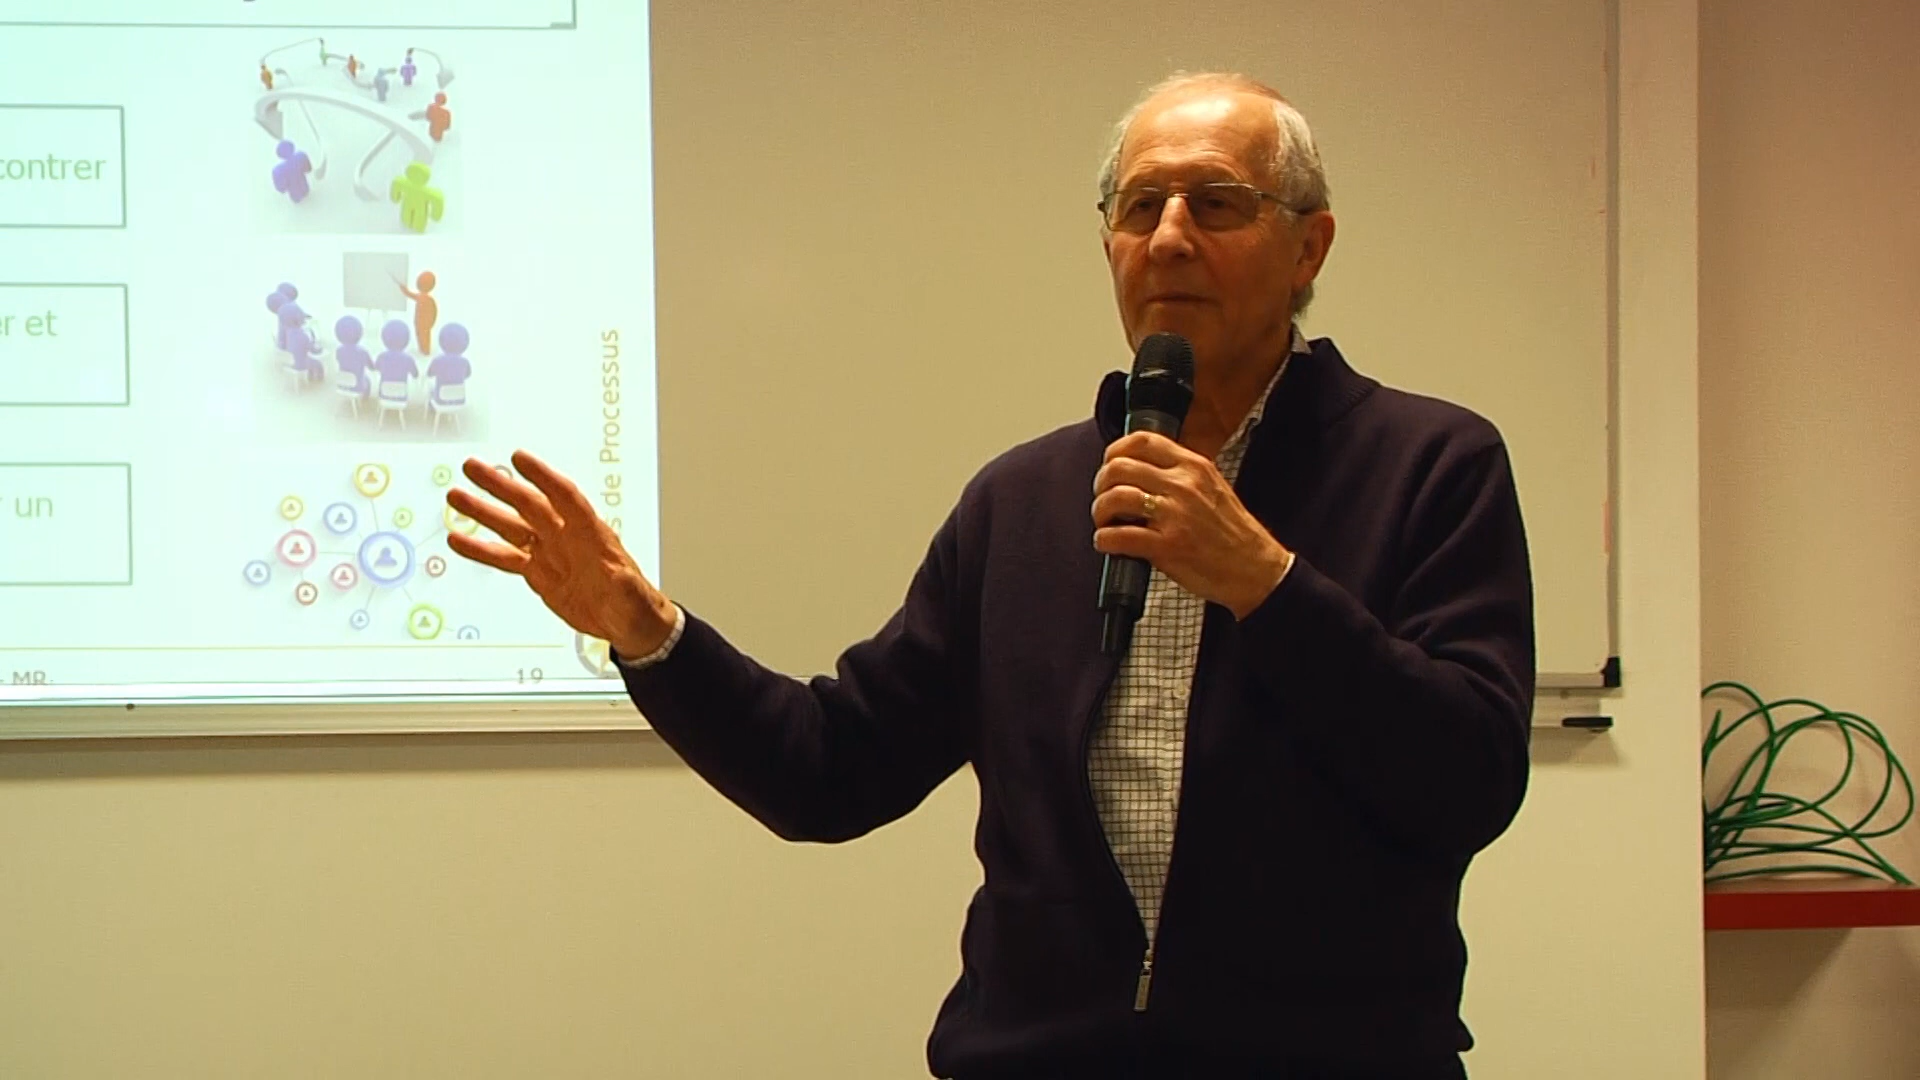 contrer
er et
r un
s de Processus
- MR-
19